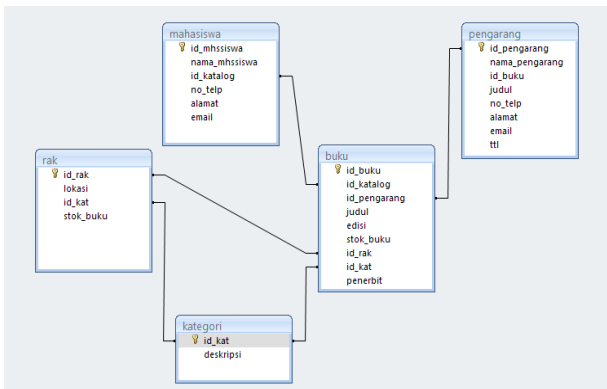 mahasiswa
id_mhssiswa
nama_mhssiswa
id_katalog
no_telp
alamat
email
pengarang
id_pengarang
nama_pengarang
id_buku
judul
no_telp
alamat
email
ttl
rak
id_rak
lokasi
id_kat
stok_buku
buku
id_buku
id_katalog
id_pengarang
judul
edisi
stok_buku
id_rak
id_kat
penerbit
kategori
id_kat
deskripsi